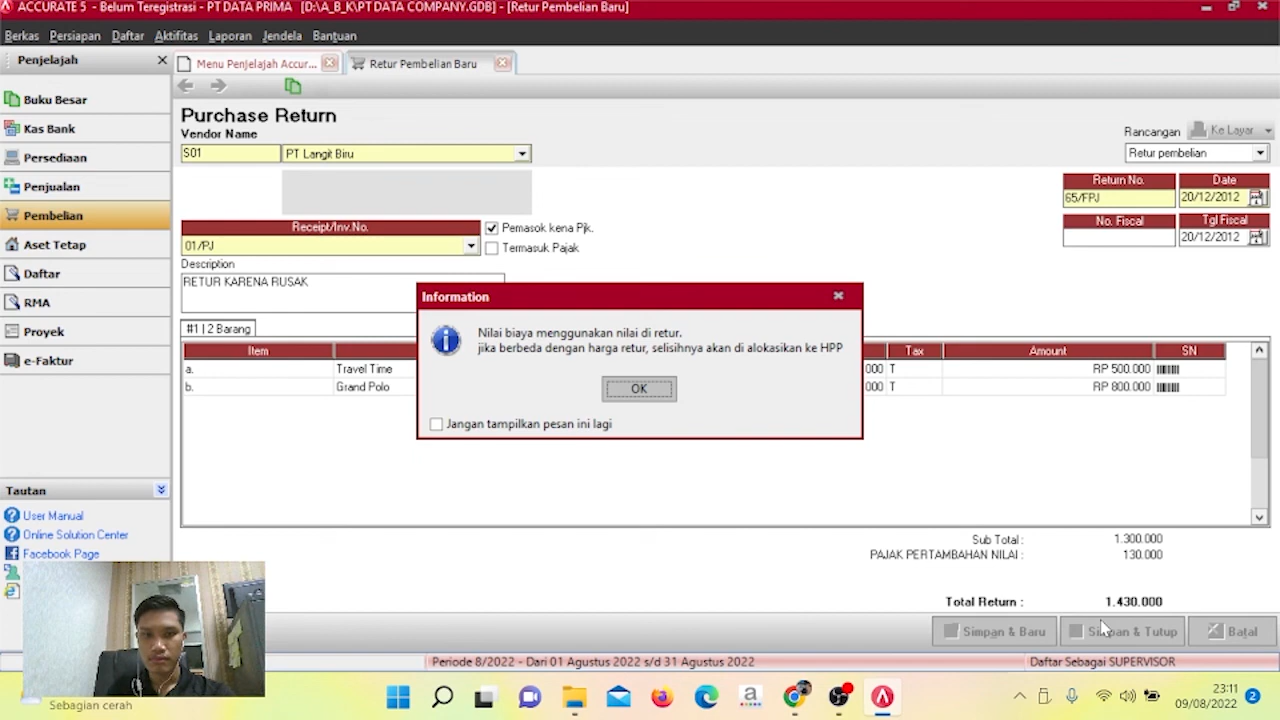 ACCURATE 5 - Belum Teregistrasi - PT DATA PRIMA [D:\A_B_K\PT DATA COMPANY.GDB] - [Retur Pembelian Baru]
Berkas Persiapan Daftar Aktifitas Laporan Jendela Bantuan
Penjelajah
Menu Penjelajah Accur...
Retur Pembelian Baru
Buku Besar
Kas Bank
Persediaan
Penjualan
Pembelian
Aset Tetap
Daftar
RMA
Proyek
e-Faktur
Tautan
User Manual
Online Solution Center
Facebook Page
Purchase Return
Vendor Name
S01 PT Langit Biru
Rancangan Ke Layar
Retur pembelian
Return No. Date
65/FPJ 20/12/2012
No. Fiscal Tgl Fiscal
20/12/2012
Receipt/Inv.No.
01/PJ
Pemasok kena Pjk.
Termasuk Pajak
Description
RETUR KARENA RUSAK
#1 | 2 Barang
Item Tax Amount SN
a. Travel Time 000 T RP 500.000
b. Grand Polo 000 T RP 800.000
Information
Nilai biaya menggunakan nilai di retur.
jika berbeda dengan harga retur, selisihnya akan di alokasikan ke HPP
OK
Jangan tampilkan pesan ini lagi
Sub Total : 1.300.000
PAJAK PERTAMBAHAN NILAI : 130.000
Total Return : 1.430.000
Simpan & Baru Simpan & Tutup Batal
Periode 8/2022 - Dari 01 Agustus 2022 s/d 31 Agustus 2022
Daftar Sebagai SUPERVISOR
Sebagian cerah
a
23:11
09/08/2022
2